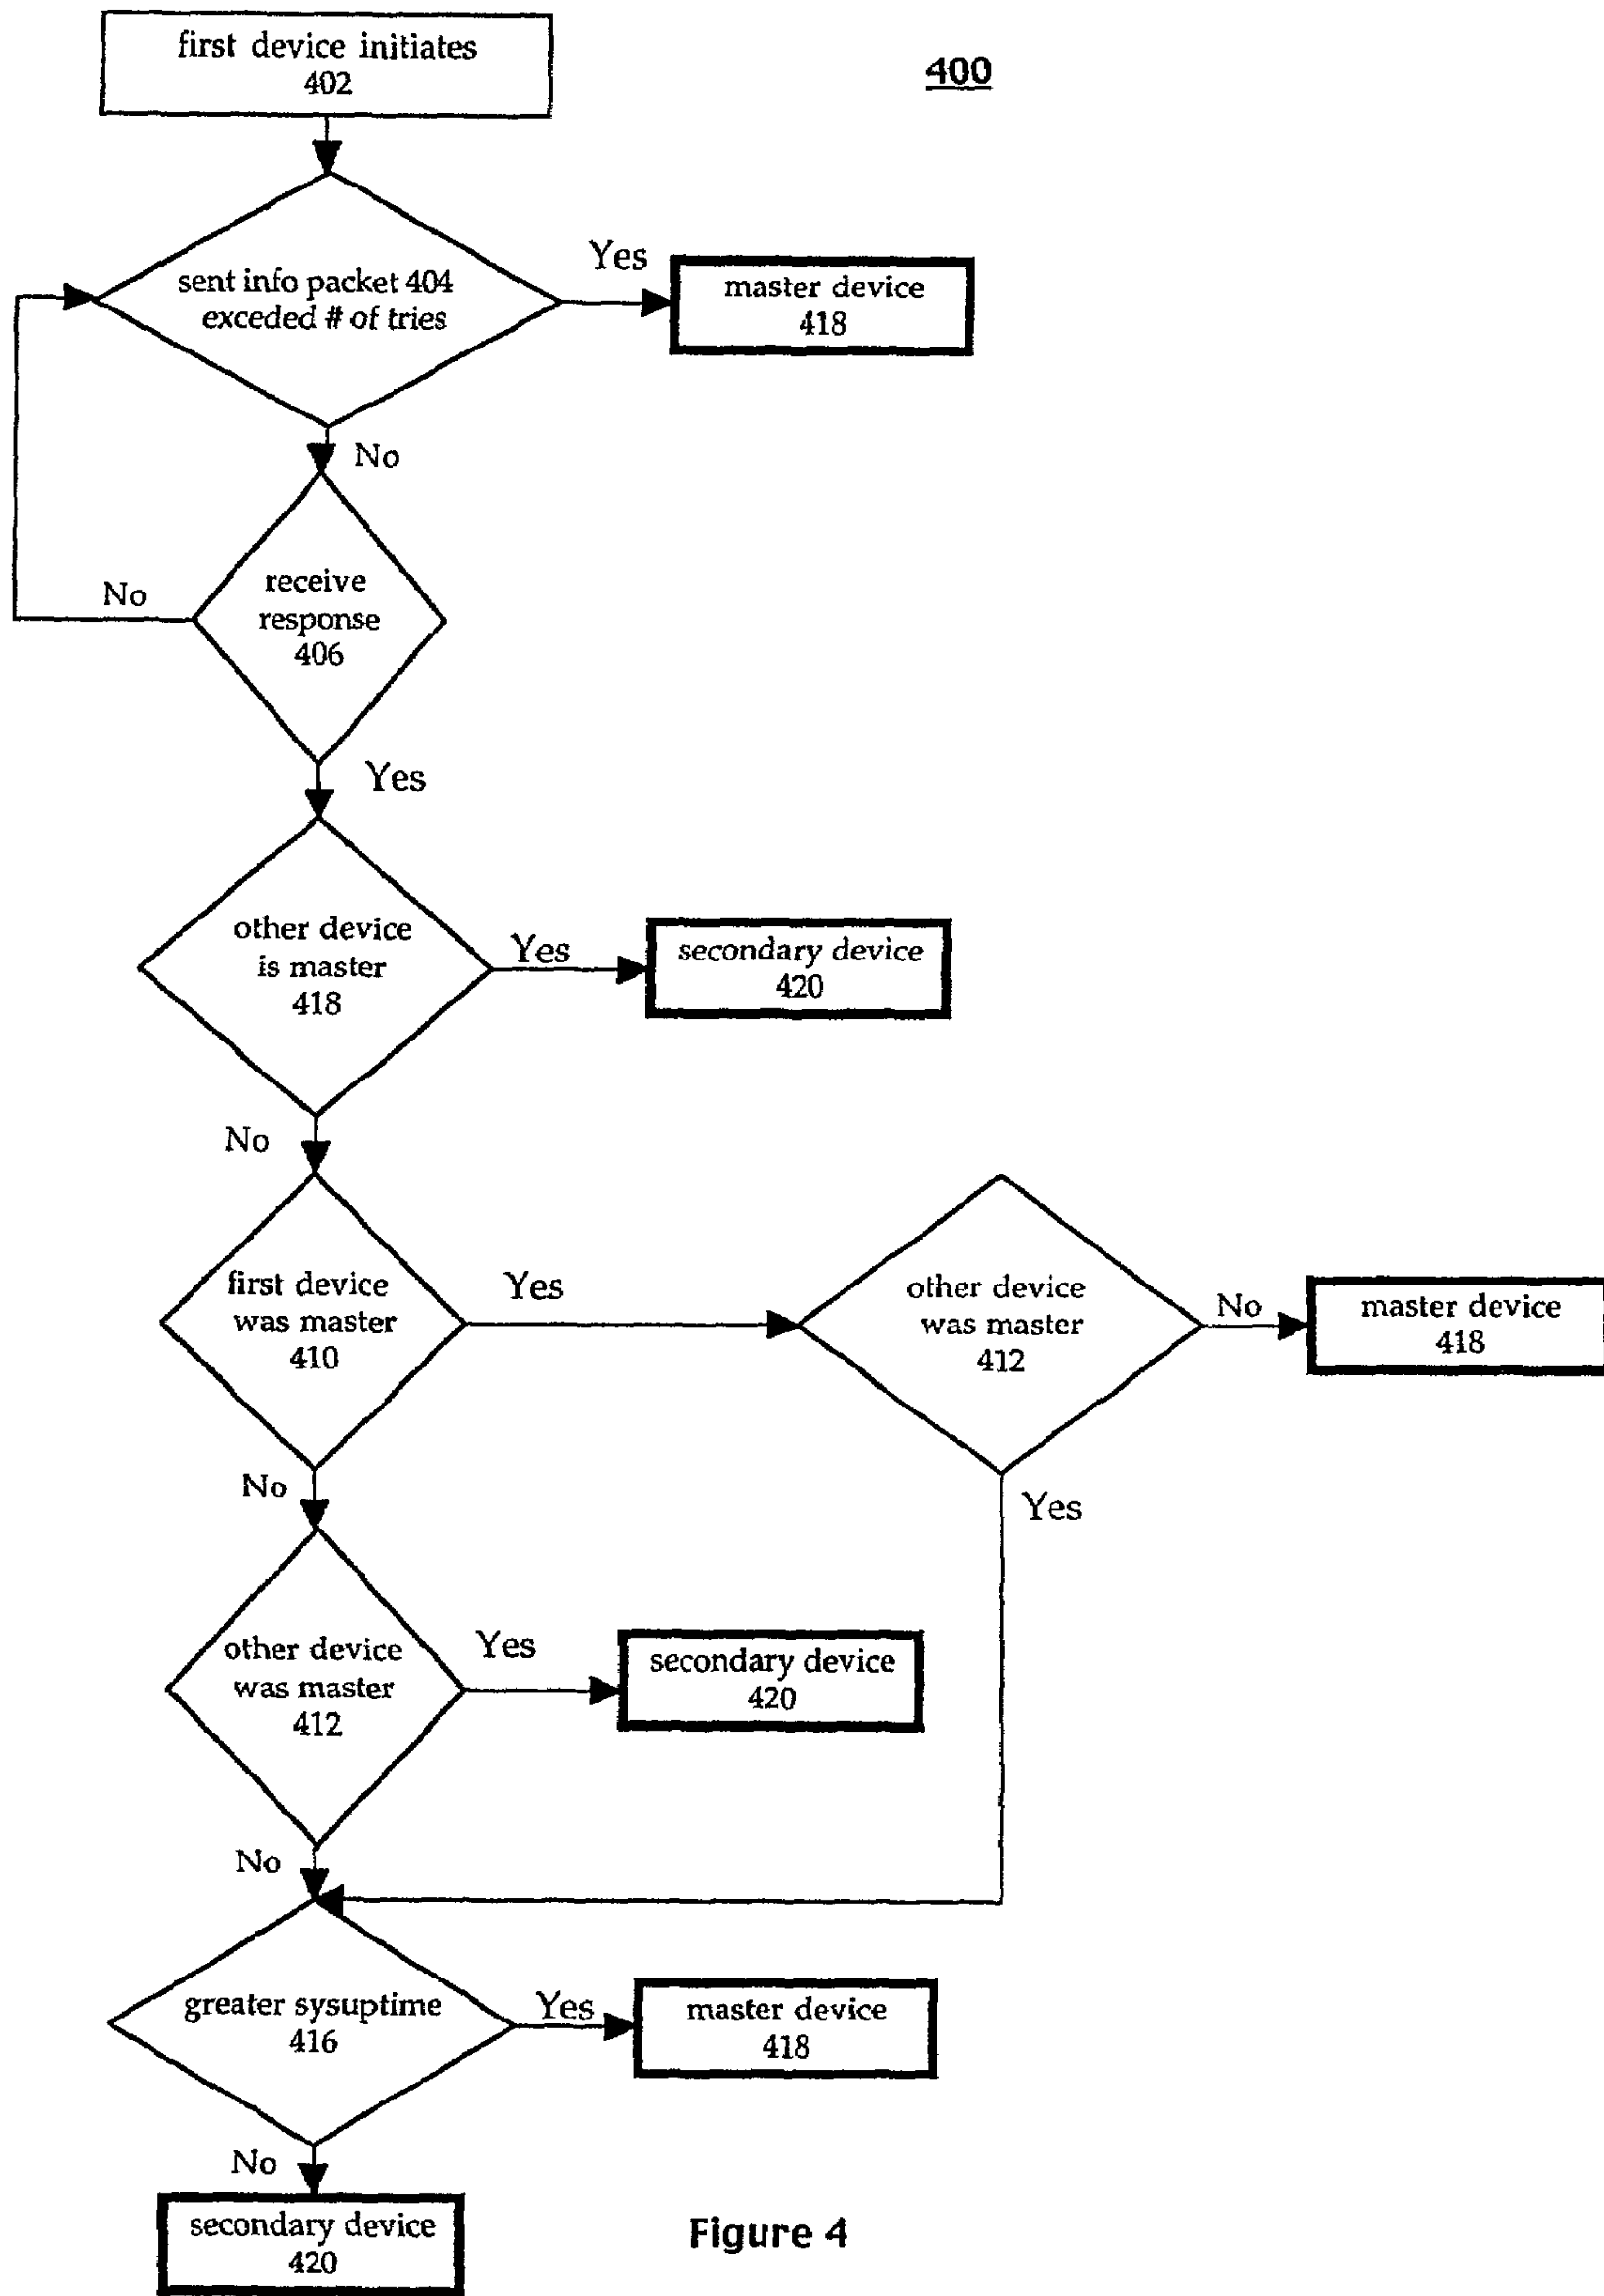 first device initiates
402
400
sent info packet 404
exceded # of tries
Yes
master device
418
No
receive
response
406
No
Yes
other device
is master
418
Yes
secondary device
420
No
first device
was master
410
Yes
other device
was master
412
No
master device
418
No
Yes
other device
was master
412
Yes
secondary device
420
No
greater sysuptime
416
Yes
master device
418
No
secondary device
420
Figure 4